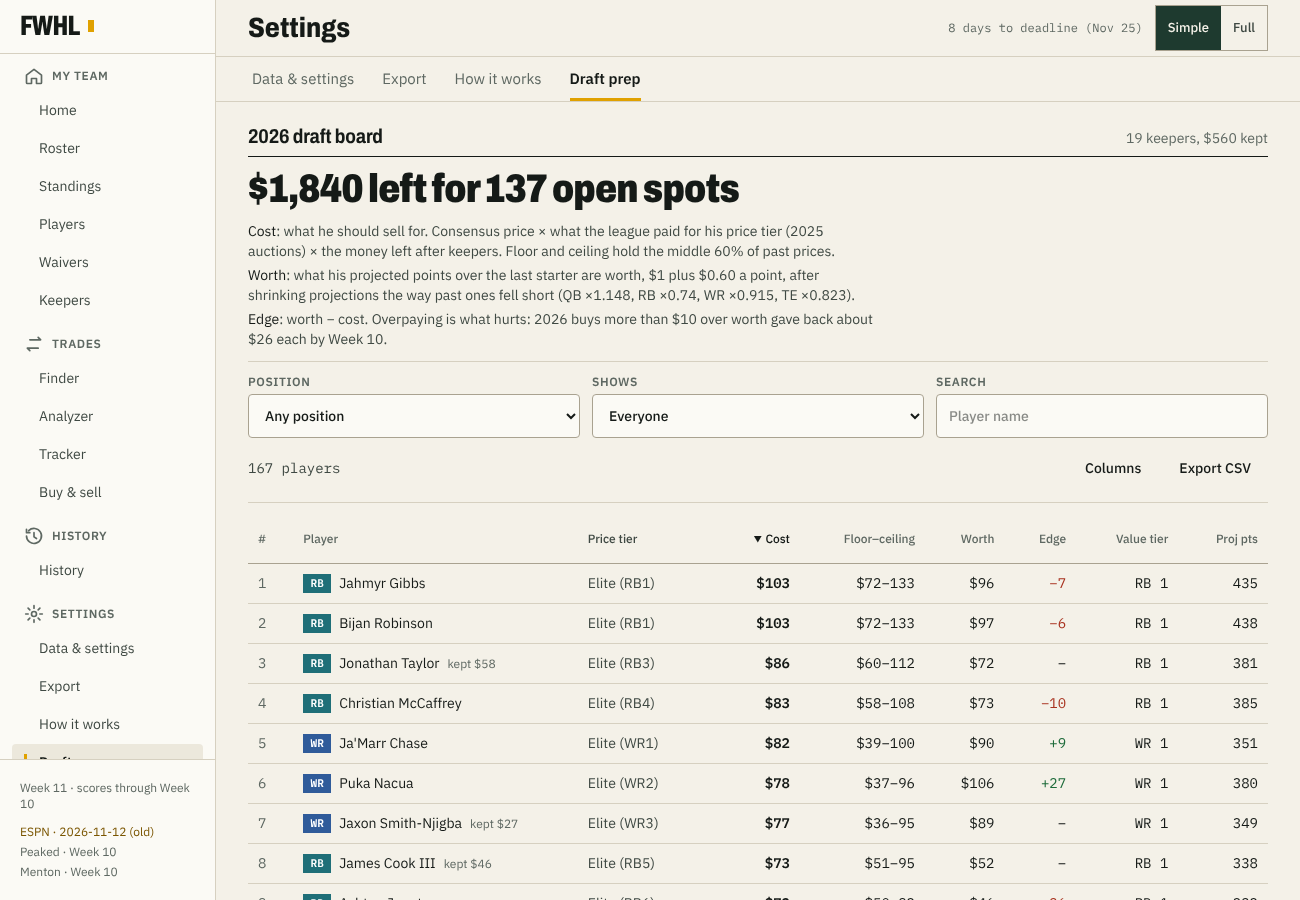 FWHL
MY TEAM
Home
Roster
Standings
Players
Waivers
Keepers
TRADES
Finder
Analyzer
Tracker
Buy & sell
HISTORY
History
SETTINGS
Data & settings
Export
How it works
Week 11 · scores through Week
10
ESPN · 2026-11-12 (old)
Peaked · Week 10
Menton · Week 10
Settings
8 days to deadline (Nov 25)
Simple
Full
Data & settings
Export
How it works
Draft prep
2026 draft board
19 keepers, $560 kept
$1,840 left for 137 open spots
Cost: what he should sell for. Consensus price × what the league paid for his price tier (2025
auctions) × the money left after keepers. Floor and ceiling hold the middle 60% of past prices.
Worth: what his projected points over the last starter are worth, $1 plus $0.60 a point, after
shrinking projections the way past ones fell short (QB ×1.148, RB ×0.74, WR ×0.915, TE ×0.823).
Edge: worth − cost. Overpaying is what hurts: 2026 buys more than $10 over worth gave back about
$26 each by Week 10.
POSITION
SHOWS
SEARCH
Any position
Everyone
Player name
167 players
Columns
Export CSV
# Player Price tier ▼ Cost Floor–ceiling Worth Edge Value tier Proj pts
1 RB Jahmyr Gibbs Elite (RB1) $103 $72–133 $96 −7 RB 1 435
2 RB Bijan Robinson Elite (RB1) $103 $72–133 $97 −6 RB 1 438
3 RB Jonathan Taylor kept $58 Elite (RB3) $86 $60–112 $72 – RB 1 381
4 RB Christian McCaffrey Elite (RB4) $83 $58–108 $73 −10 RB 1 385
5 WR Ja'Marr Chase Elite (WR1) $82 $39–100 $90 +9 WR 1 351
6 WR Puka Nacua Elite (WR2) $78 $37–96 $106 +27 WR 1 380
7 WR Jaxon Smith-Njigba kept $27 Elite (WR3) $77 $36–95 $89 – WR 1 349
8 RB James Cook III kept $46 Elite (RB5) $73 $51–95 $52 – RB 1 338